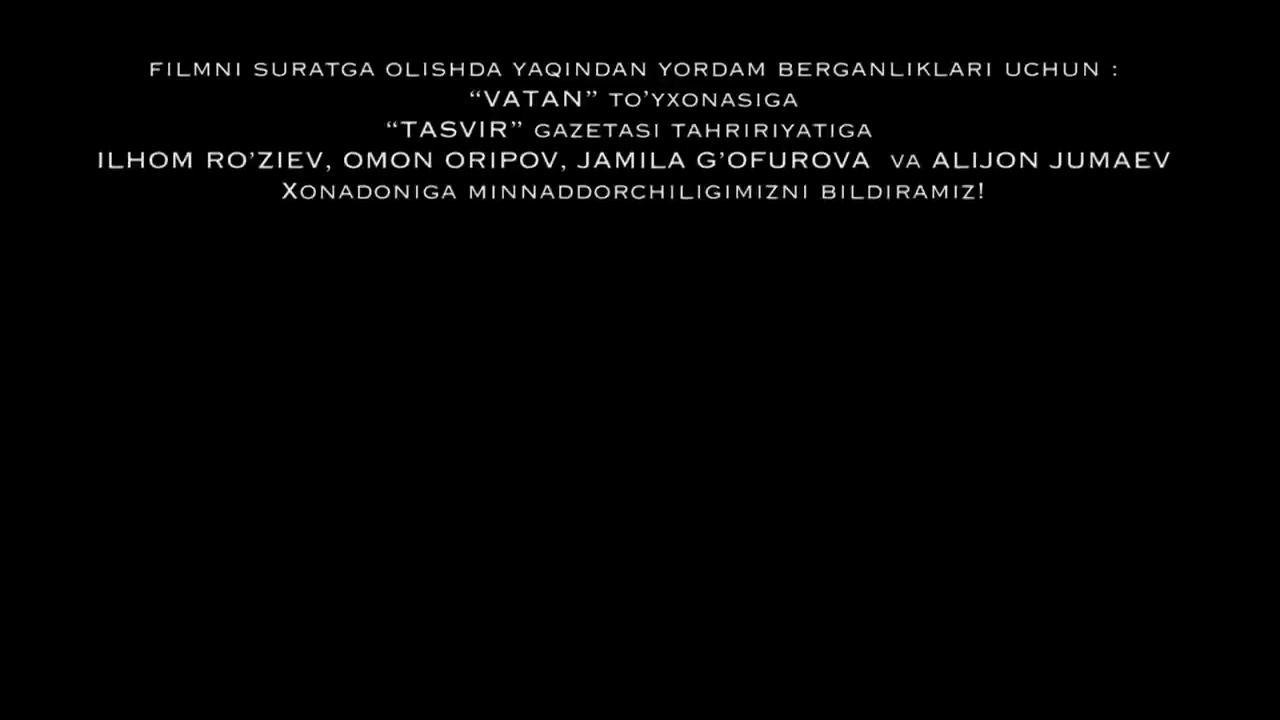 FILMNI SURATGA OLISHDA YAQINDAN YORDAM BERGANLIKLARI UCHUN :
“VATAN” TO’YXONASIGA
“TASVIR” GAZETASI TAHRIRIYATIGA
ILHOM RO’ZIEV, OMON ORIPOV, JAMILA G’OFUROVA VA ALIJON JUMAEV
XONADONIGA MINNADDORCHILIGIMIZNI BILDIRAMIZ!